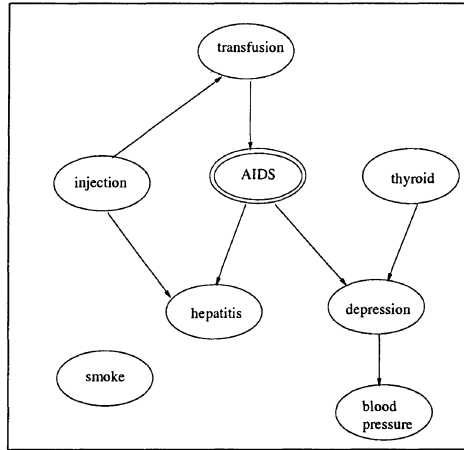 transfusion
injection
AIDS
thyroid
hepatitis
depression
smoke
blood
pressure